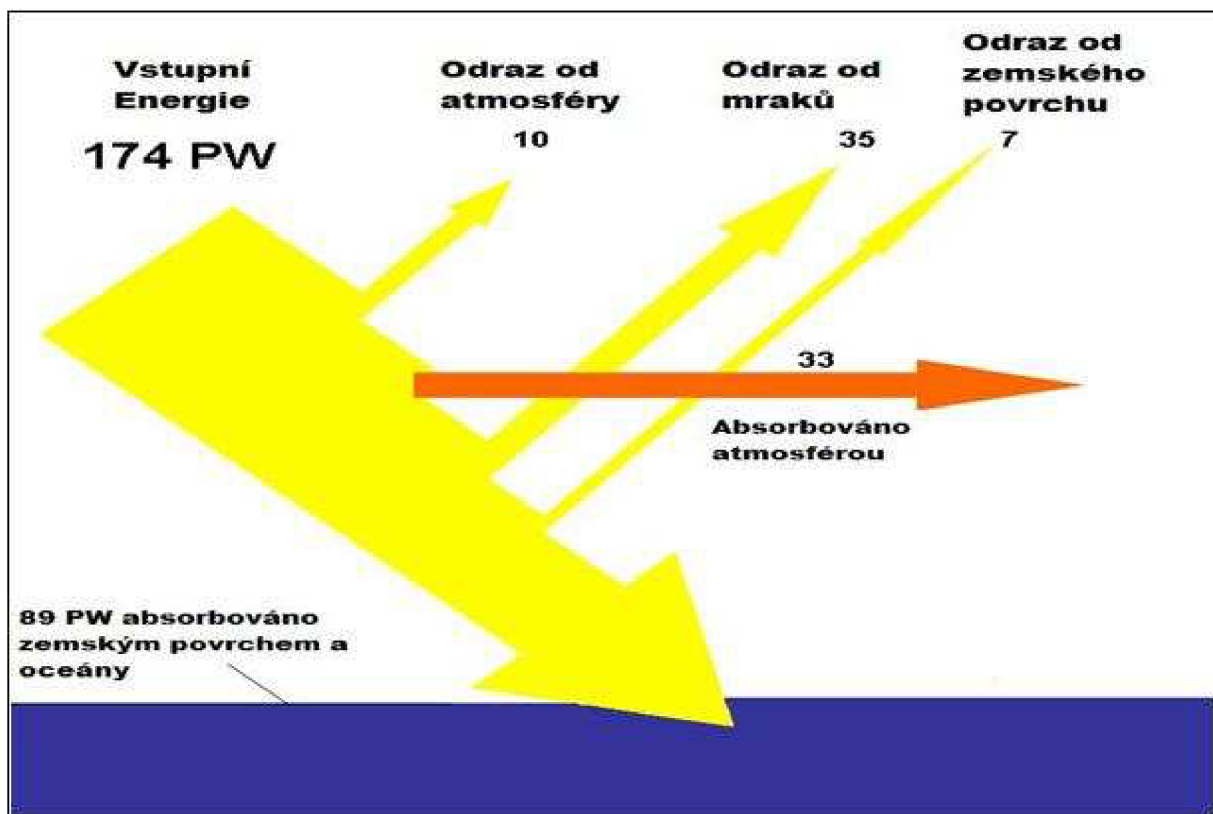 Vstupní
Energie
174 PW
Odraz od
atmosféry
10
Odraz od
mraků
35
Odraz od
zemského
povrchu
7
33
Absorbováno
atmosférou
89 PW absorbováno
zemským povrchem a
oceány